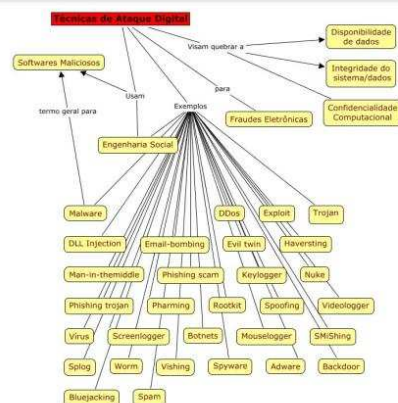 Técnicas de Ataque Digital
Disponibilidade
de dados
Visam quebrar a
Softwares Maliciosos
Integridade do
sistema/dados
para
Usam
Exemplos
Confidencialidade
Computacional
termo geral para
Fraudes Eletrônicas
Engenharia Social
Malware
DDos
Exploit
Trojan
DLL Injection
Email-bombing
Evil twin
Haversting
Man-in-themiddle
Phishing scam
Keylogger
Nuke
Phishing trojan
Pharming
Rootkit
Spoofing
Videologger
Vírus
Screenlogger
Botnets
Mouselogger
SMiShing
Splog
Worm
Vishing
Spyware
Adware
Backdoor
Bluejacking
Spam